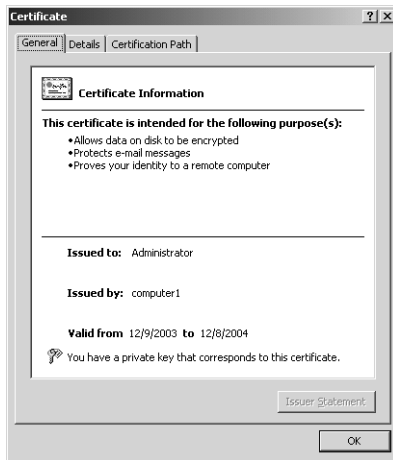 Certificate
General Details Certification Path
Certificate Information
This certificate is intended for the following purpose(s):
•Allows data on disk to be encrypted
•Protects e-mail messages
•Proves your identity to a remote computer
Issued to: Administrator
Issued by: computer1
Valid from 12/9/2003 to 12/8/2004
You have a private key that corresponds to this certificate.
Issuer Statement
OK